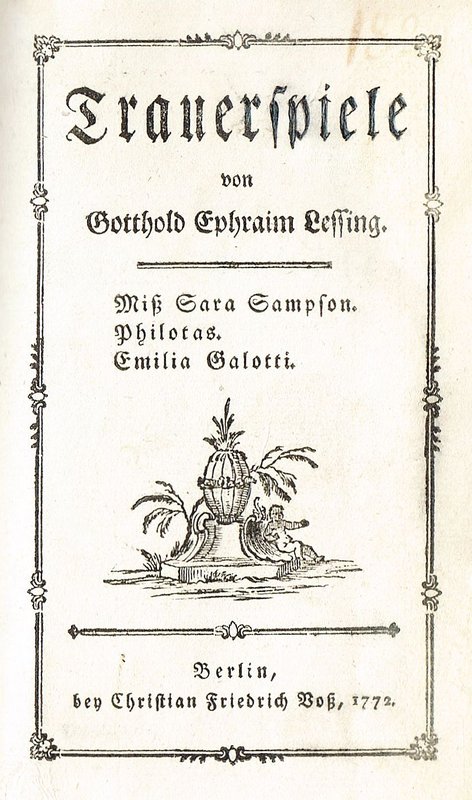 Trauerſpiele
von
Gotthold Ephraim Leſſing.
Miß Sara Sampſon.
Philotas.
Emilia Galotti.
Berlin,
bey Chriſtian Friedrich Voß, 1772.